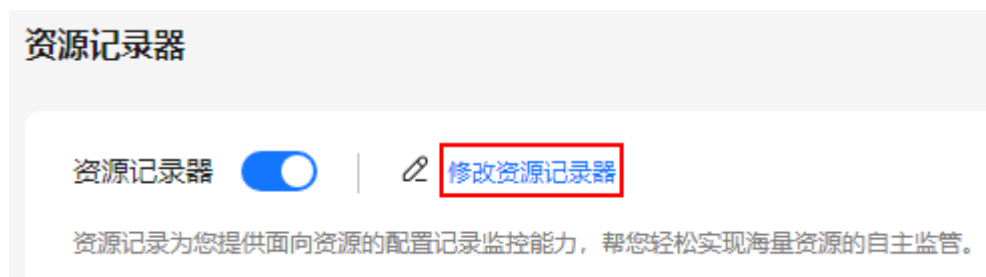 资源记录器
资源记录器 修改资源记录器
资源记录为您提供面向资源的配置记录监控能力，帮您轻松实现海量资源的自主监管。